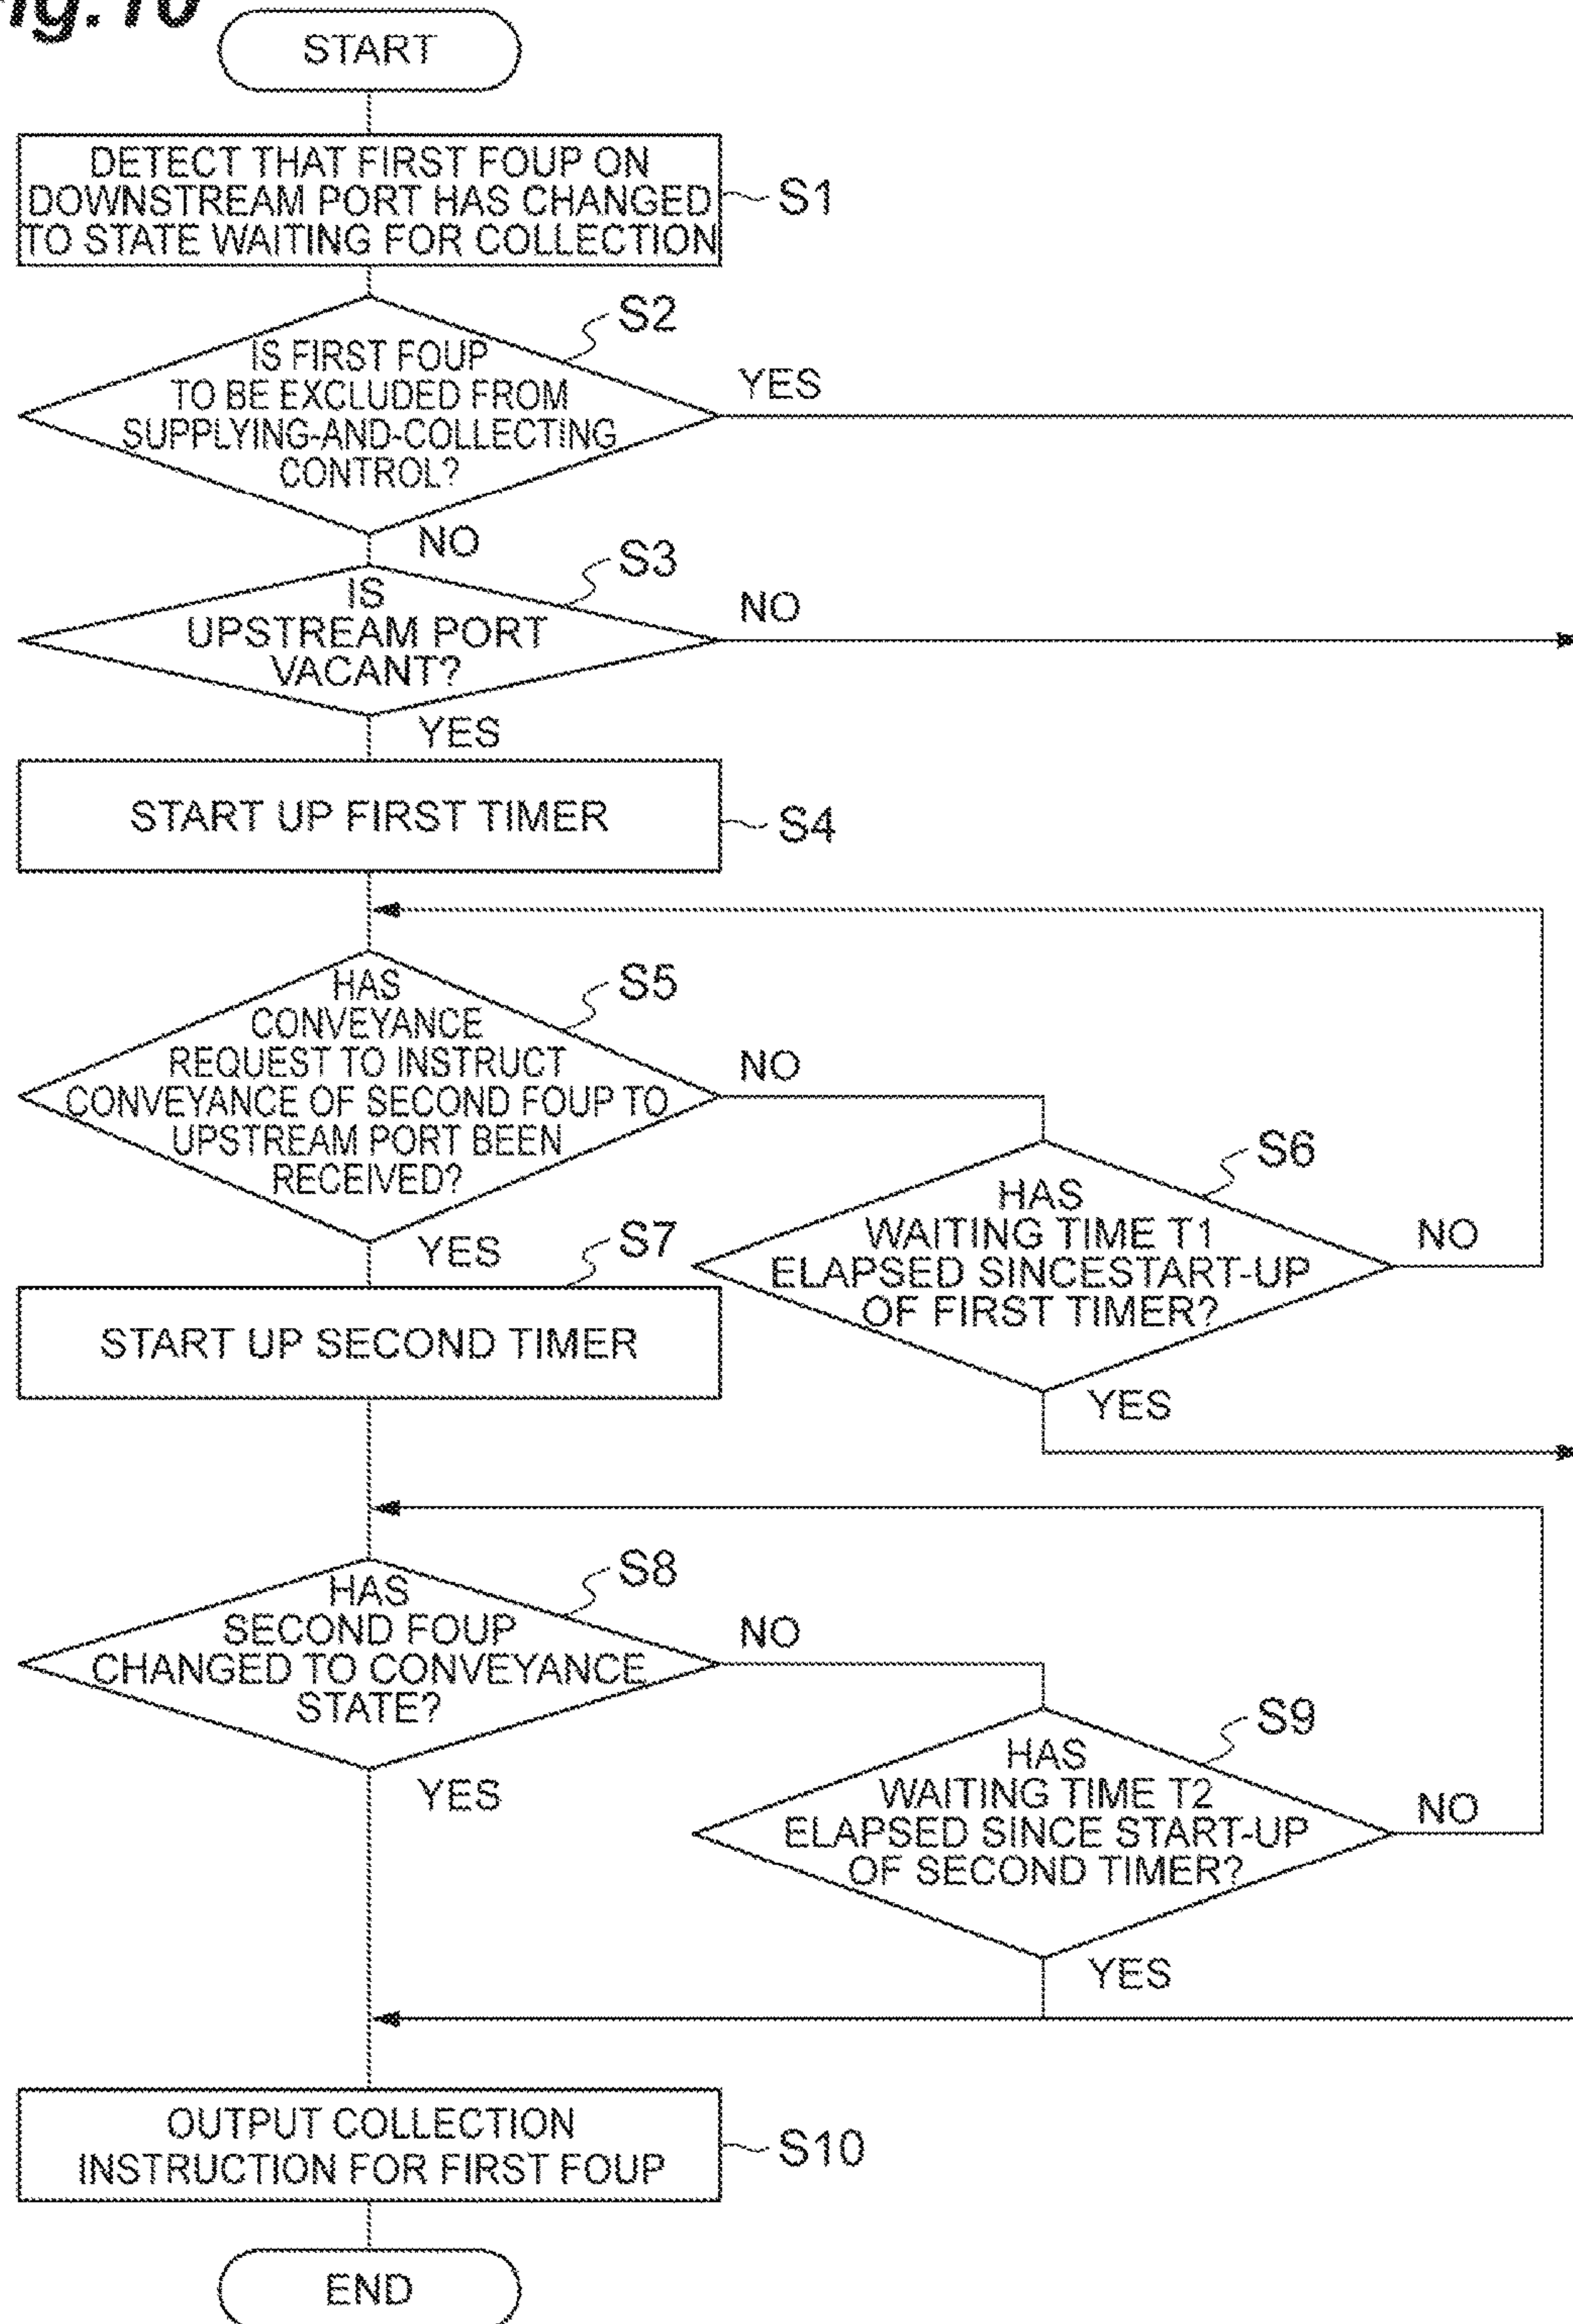 ig.10
START
DETECT THAT FIRST FOUP ON
DOWNSTREAM PORT HAS CHANGED
TO STATE WAITING FOR COLLECTION
S1
S2
IS FIRST FOUP
TO BE EXCLUDED FROM
SUPPLYING-AND-COLLECTING
CONTROL?
YES
NO
S3
IS
UPSTREAM PORT
VACANT?
NO
YES
START UP FIRST TIMER
S4
S5
HAS
CONVEYANCE
REQUEST TO INSTRUCT
CONVEYANCE OF SECOND FOUP TO
UPSTREAM PORT BEEN
RECEIVED?
NO
YES
S6
HAS
WAITING TIME T1
ELAPSED SINCESTART-UP
OF FIRST TIMER?
NO
YES
S7
START UP SECOND TIMER
S8
HAS
SECOND FOUP
CHANGED TO CONVEYANCE
STATE?
NO
YES
S9
HAS
WAITING TIME T2
ELAPSED SINCE START-UP
OF SECOND TIMER?
NO
YES
OUTPUT COLLECTION
INSTRUCTION FOR FIRST FOUP
S10
END